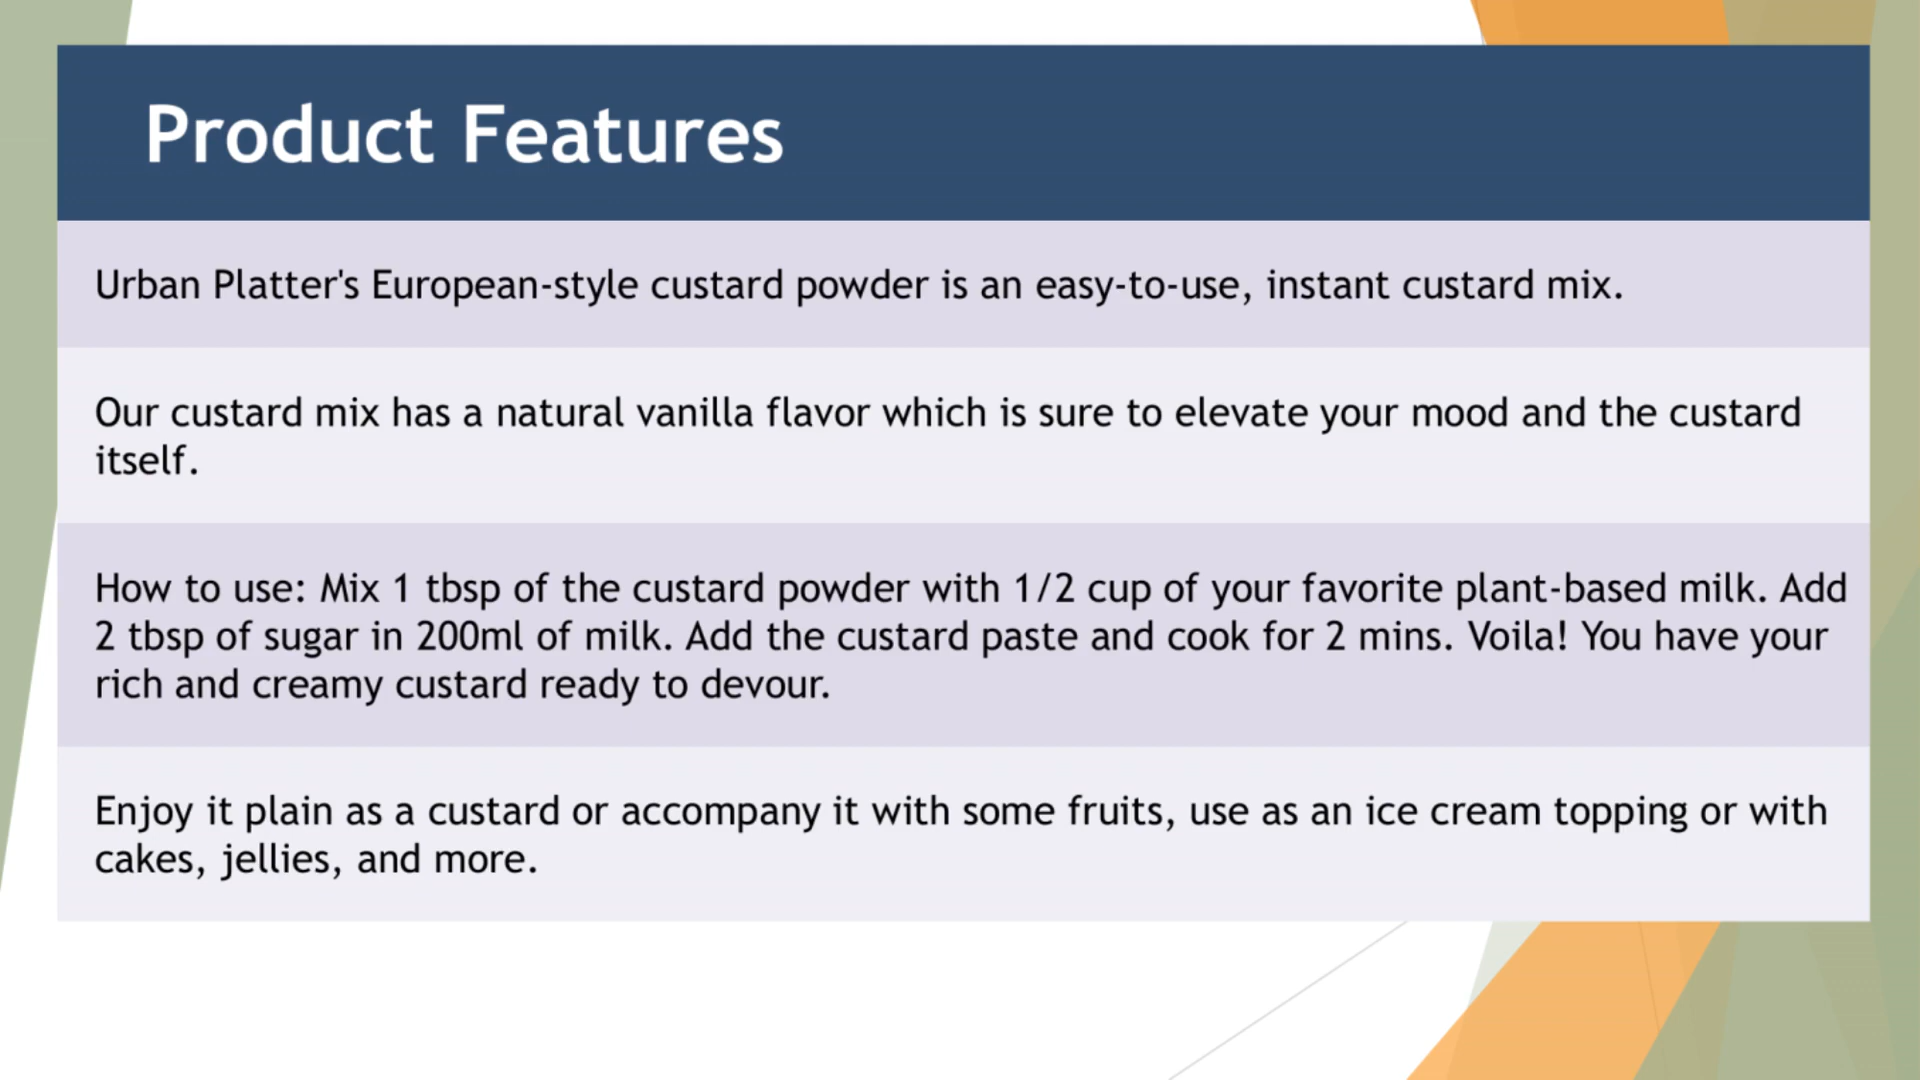 Product Features
Urban Platter's European-style custard powder is an easy-to-use, instant custard mix.
Our custard mix has a natural vanilla flavor which is sure to elevate your mood and the custard
itself.
How to use: Mix 1 tbsp of the custard powder with 1/2 cup of your favorite plant-based milk. Add
2 tbsp of sugar in 200ml of milk. Add the custard paste and cook for 2 mins. Voila! You have your
rich and creamy custard ready to devour.
Enjoy it plain as a custard or accompany it with some fruits, use as an ice cream topping or with
cakes, jellies, and more.